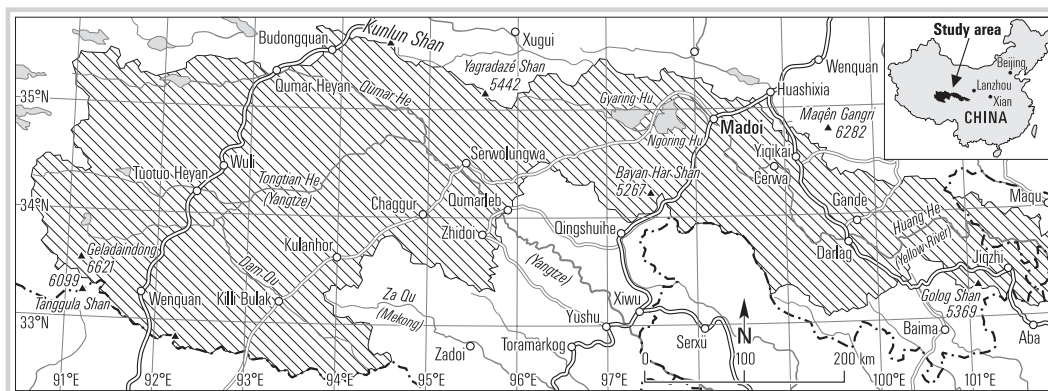 Kunlun Shan
Budongquan
Xugui
Yagradazé Shan
5442
Wenquan
Study area
Beijing
Lanzhou
Xian
CHINA
35°N
Qumar Heyan
Qumar He
Gyaring Hu
Huashixia
Madoi
Maqên Gangri
6282
Ngoring Hu
Yiqikai
Wuli
Serwolungwa
Cerwa
Tuotuo Heyan
Tongtian He
(Yangtze)
Bayan Har Shan
5267
34°N
Chaggur
Qumarleb
Gande
Maqu
Huang He
(Yellow River)
Geladaindong
6621
Kulanhor
Zhidoi
Qingshuihe
Darlag
6099
Tanggula Shan
Dam Qu
(Yangtze)
Jigzhi
Wenquan
Kili Bulak
Za Qu
(Mekong)
Xiwu
N
Golog Shan
5369
33°N
Yüshu
Serxü
Baima
Aba
Zadoi
Toramarkog
0
100
200 km
91°E
92°E
93°E
94°E
95°E
96°E
97°E
100°E
101°E